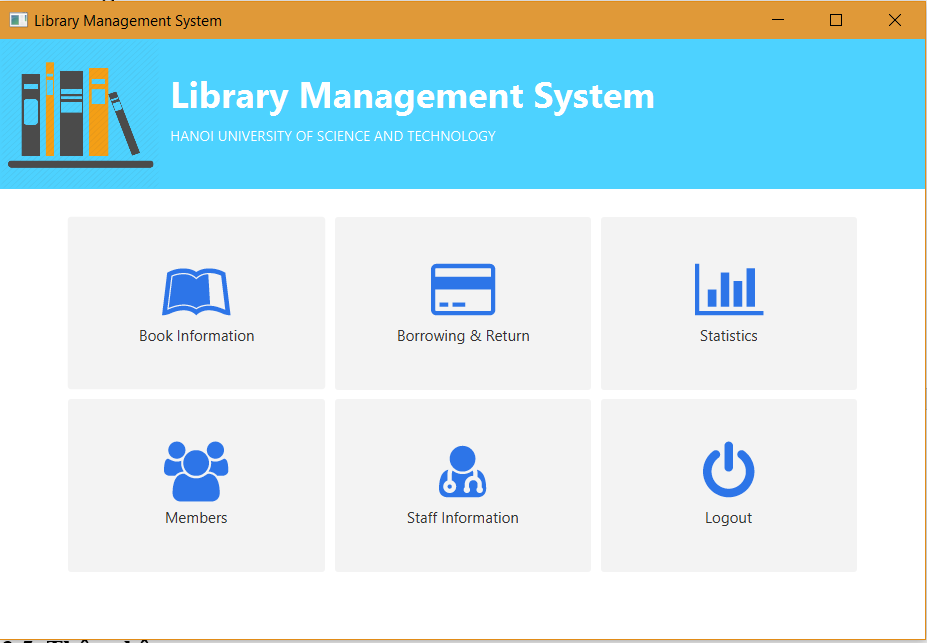 Library Management System
Library Management System
HANOI UNIVERSITY OF SCIENCE AND TECHNOLOGY
Book Information
Borrowing & Return
Statistics
Members
Staff Information
Logout